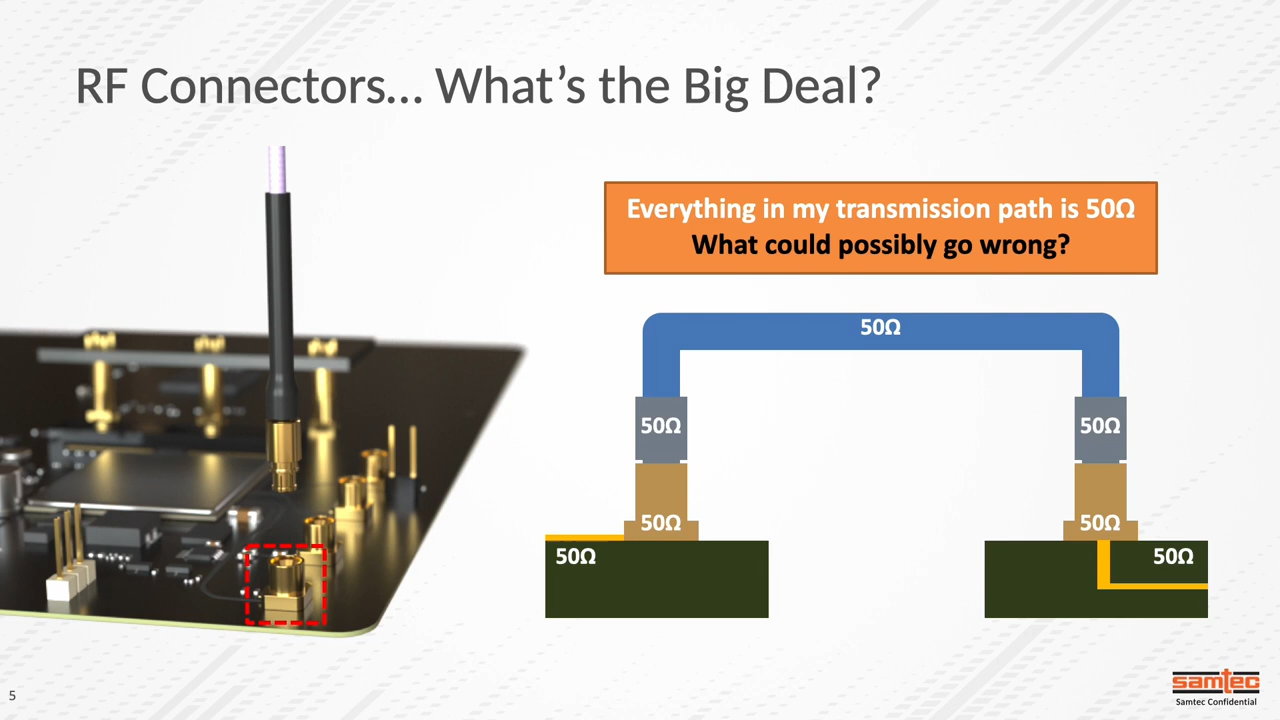 RF Connectors... What's the Big Deal?
Everything in my transmission path is 50Ω
What could possibly go wrong?
50Ω
50Ω
50Ω
50Ω
50Ω
50Ω
50Ω
5
samtec
Samtec Confidential